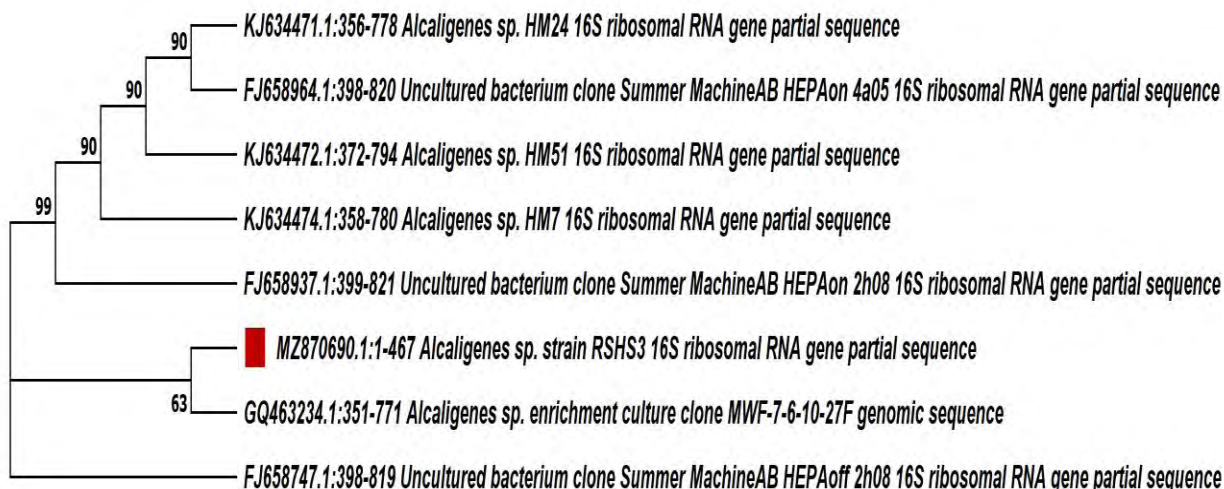 KJ634471.1:356-778 Alcaligenes sp. HM24 16S ribosomal RNA gene partial sequence
90
FJ658964.1:398-820 Uncultured bacterium clone Summer MachineAB HEPAon 4a05 16S ribosomal RNA gene partial sequence
90
90
KJ634472.1:372-794 Alcaligenes sp. HM51 16S ribosomal RNA gene partial sequence
99
KJ634474.1:358-780 Alcaligenes sp. HM7 16S ribosomal RNA gene partial sequence
FJ658937.1:399-821 Uncultured bacterium clone Summer MachineAB HEPAon 2h08 16S ribosomal RNA gene partial sequence
MZ870690.1:1-467 Alcaligenes sp. strain RSHS3 16S ribosomal RNA gene partial sequence
63
GQ463234.1:351-771 Alcaligenes sp. enrichment culture clone MWF-7-6-10-27F genomic sequence
FJ658747.1:398-819 Uncultured bacterium clone Summer MachineAB HEPAoff 2h08 16S ribosomal RNA gene partial sequence